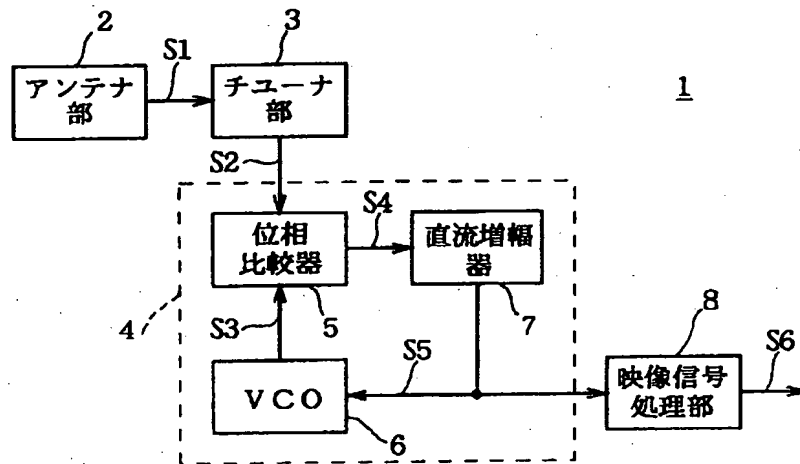 2
3
S1
アンテナ
部
チューナ
部
1
S2
S4
位相
比較器
直流増幅
器
4
S3
5
7
8
S5
S6
VCO
映像信号
処理部
6